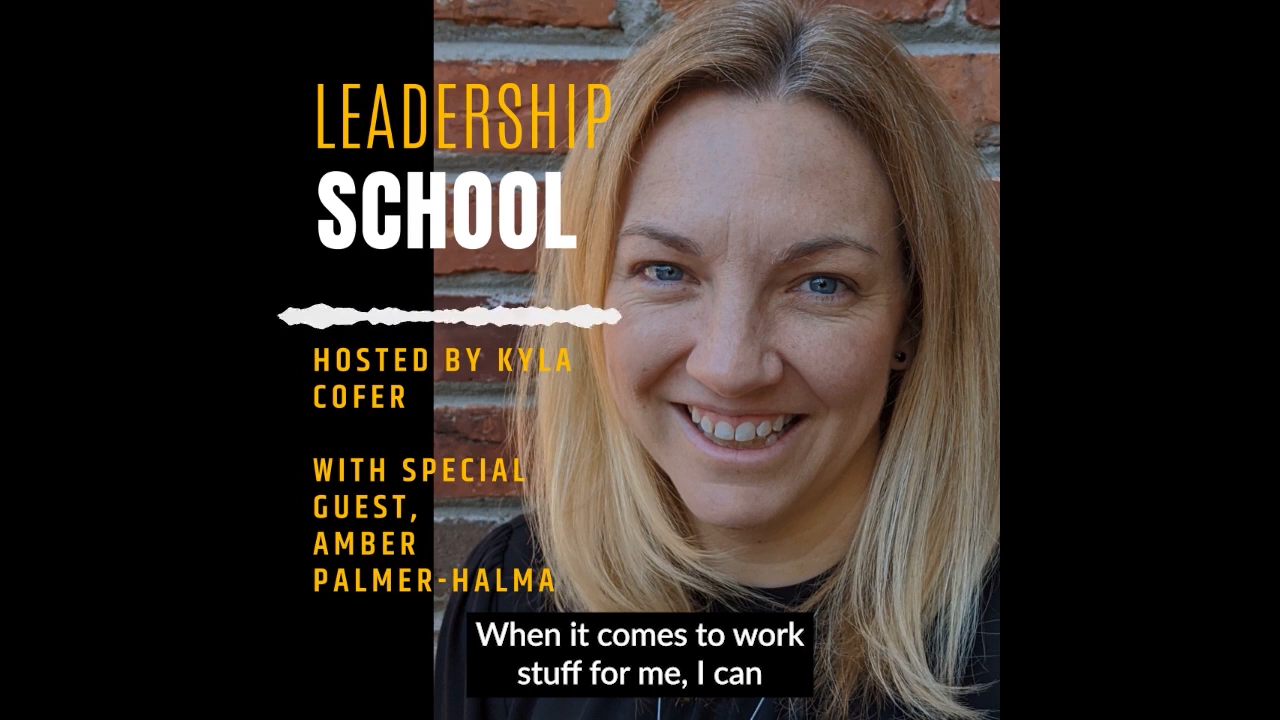 LEADERSHIP
SCHOOL
HOSTED BY KYLA
COFER
WITH SPECIAL
GUEST,
AMBER
PALMER-HALMA
When it comes to work
stuff for me, I can